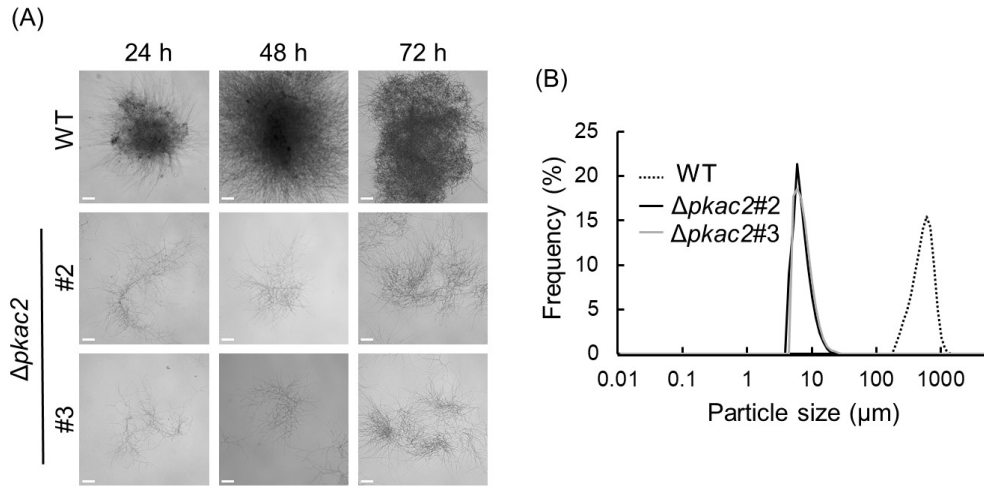 (A)
24 h 48 h 72 h
WT
Δpkac2
#2
#3
(B)
Frequency (%)
25
20
15
10
5
0
WT
Δpkac2#2
Δpkac2#3
0.01 0.1 1 10 100 1000
Particle size (μm)